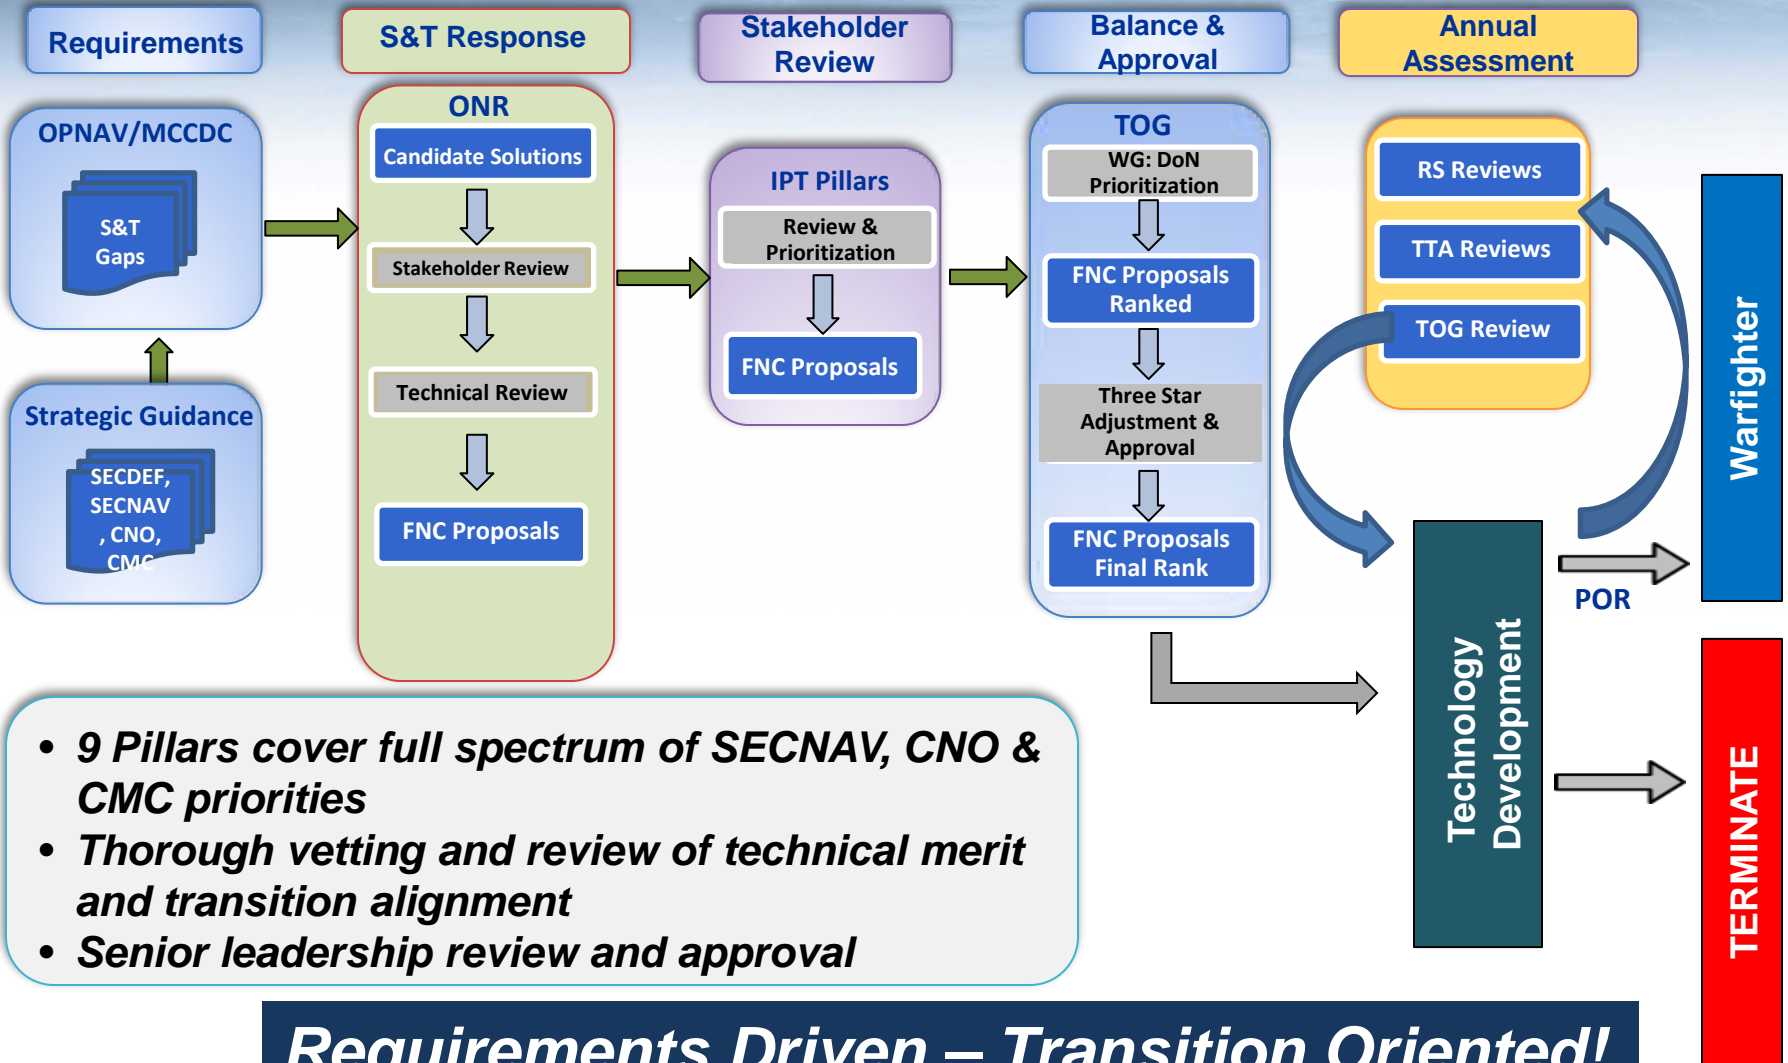 Requirements
S&T Response
Stakeholder
Review
Balance &
Approval
Annual
Assessment
OPNAV/MCCDC
S&T
Gaps
Strategic Guidance
SECDEF,
SECNAV
, CNO,
CMC
ONR
Candidate Solutions
Stakeholder Review
Technical Review
FNC Proposals
IPT Pillars
Review &
Prioritization
FNC Proposals
TOG
WG: DoN
Prioritization
FNC Proposals
Ranked
Three Star
Adjustment &
Approval
FNC Proposals
Final Rank
RS Reviews
TTA Reviews
TOG Review
Technology
Development
POR
Warfighter
TERMINATE
• 9 Pillars cover full spectrum of SECNAV, CNO &
CMC priorities
• Thorough vetting and review of technical merit
and transition alignment
• Senior leadership review and approval
Requirements Driven – Transition Oriented!